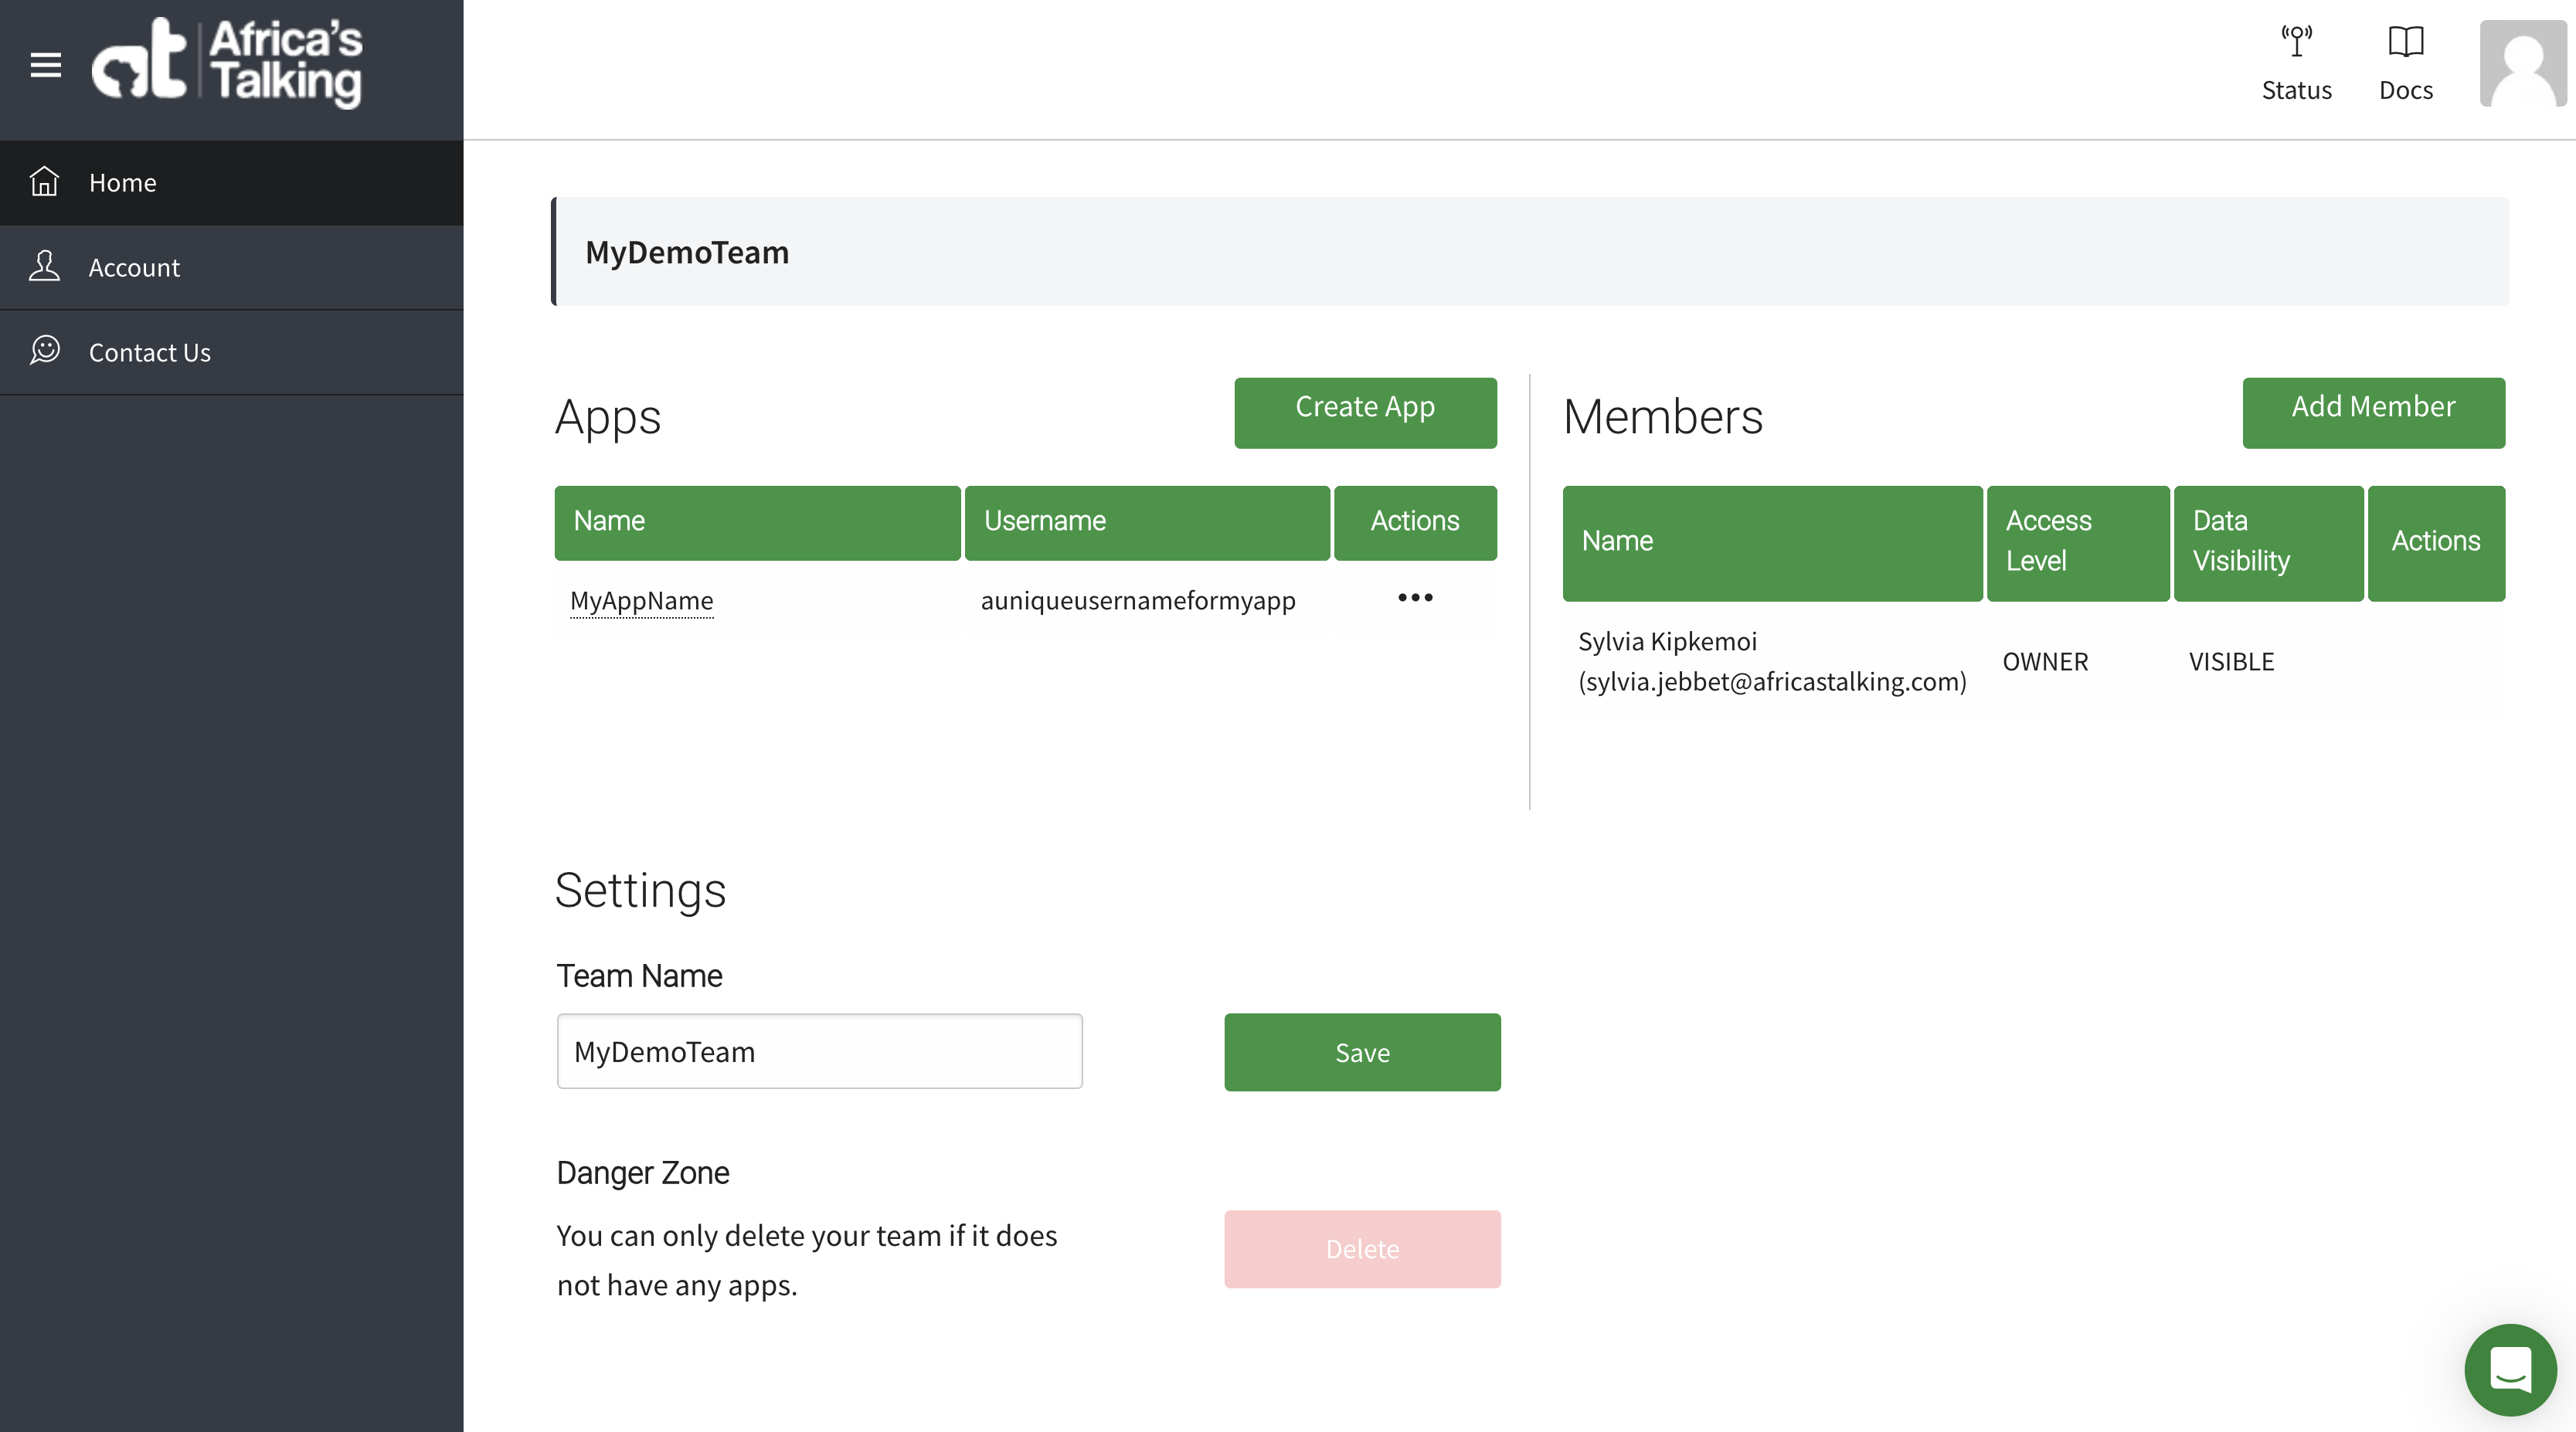 Africa's
Talking
Status
Docs
Home
Account
Contact Us
MyDemoTeam
Apps
Create App
Name Username Actions
MyAppName auniqueusernameformyapp
Members
Add Member
Name Access Level Data Visibility Actions
Sylvia Kipkemoi
(sylvia.jebbet@africastalking.com) OWNER VISIBLE
Settings
Team Name
MyDemoTeam
Save
Danger Zone
You can only delete your team if it does
not have any apps.
Delete